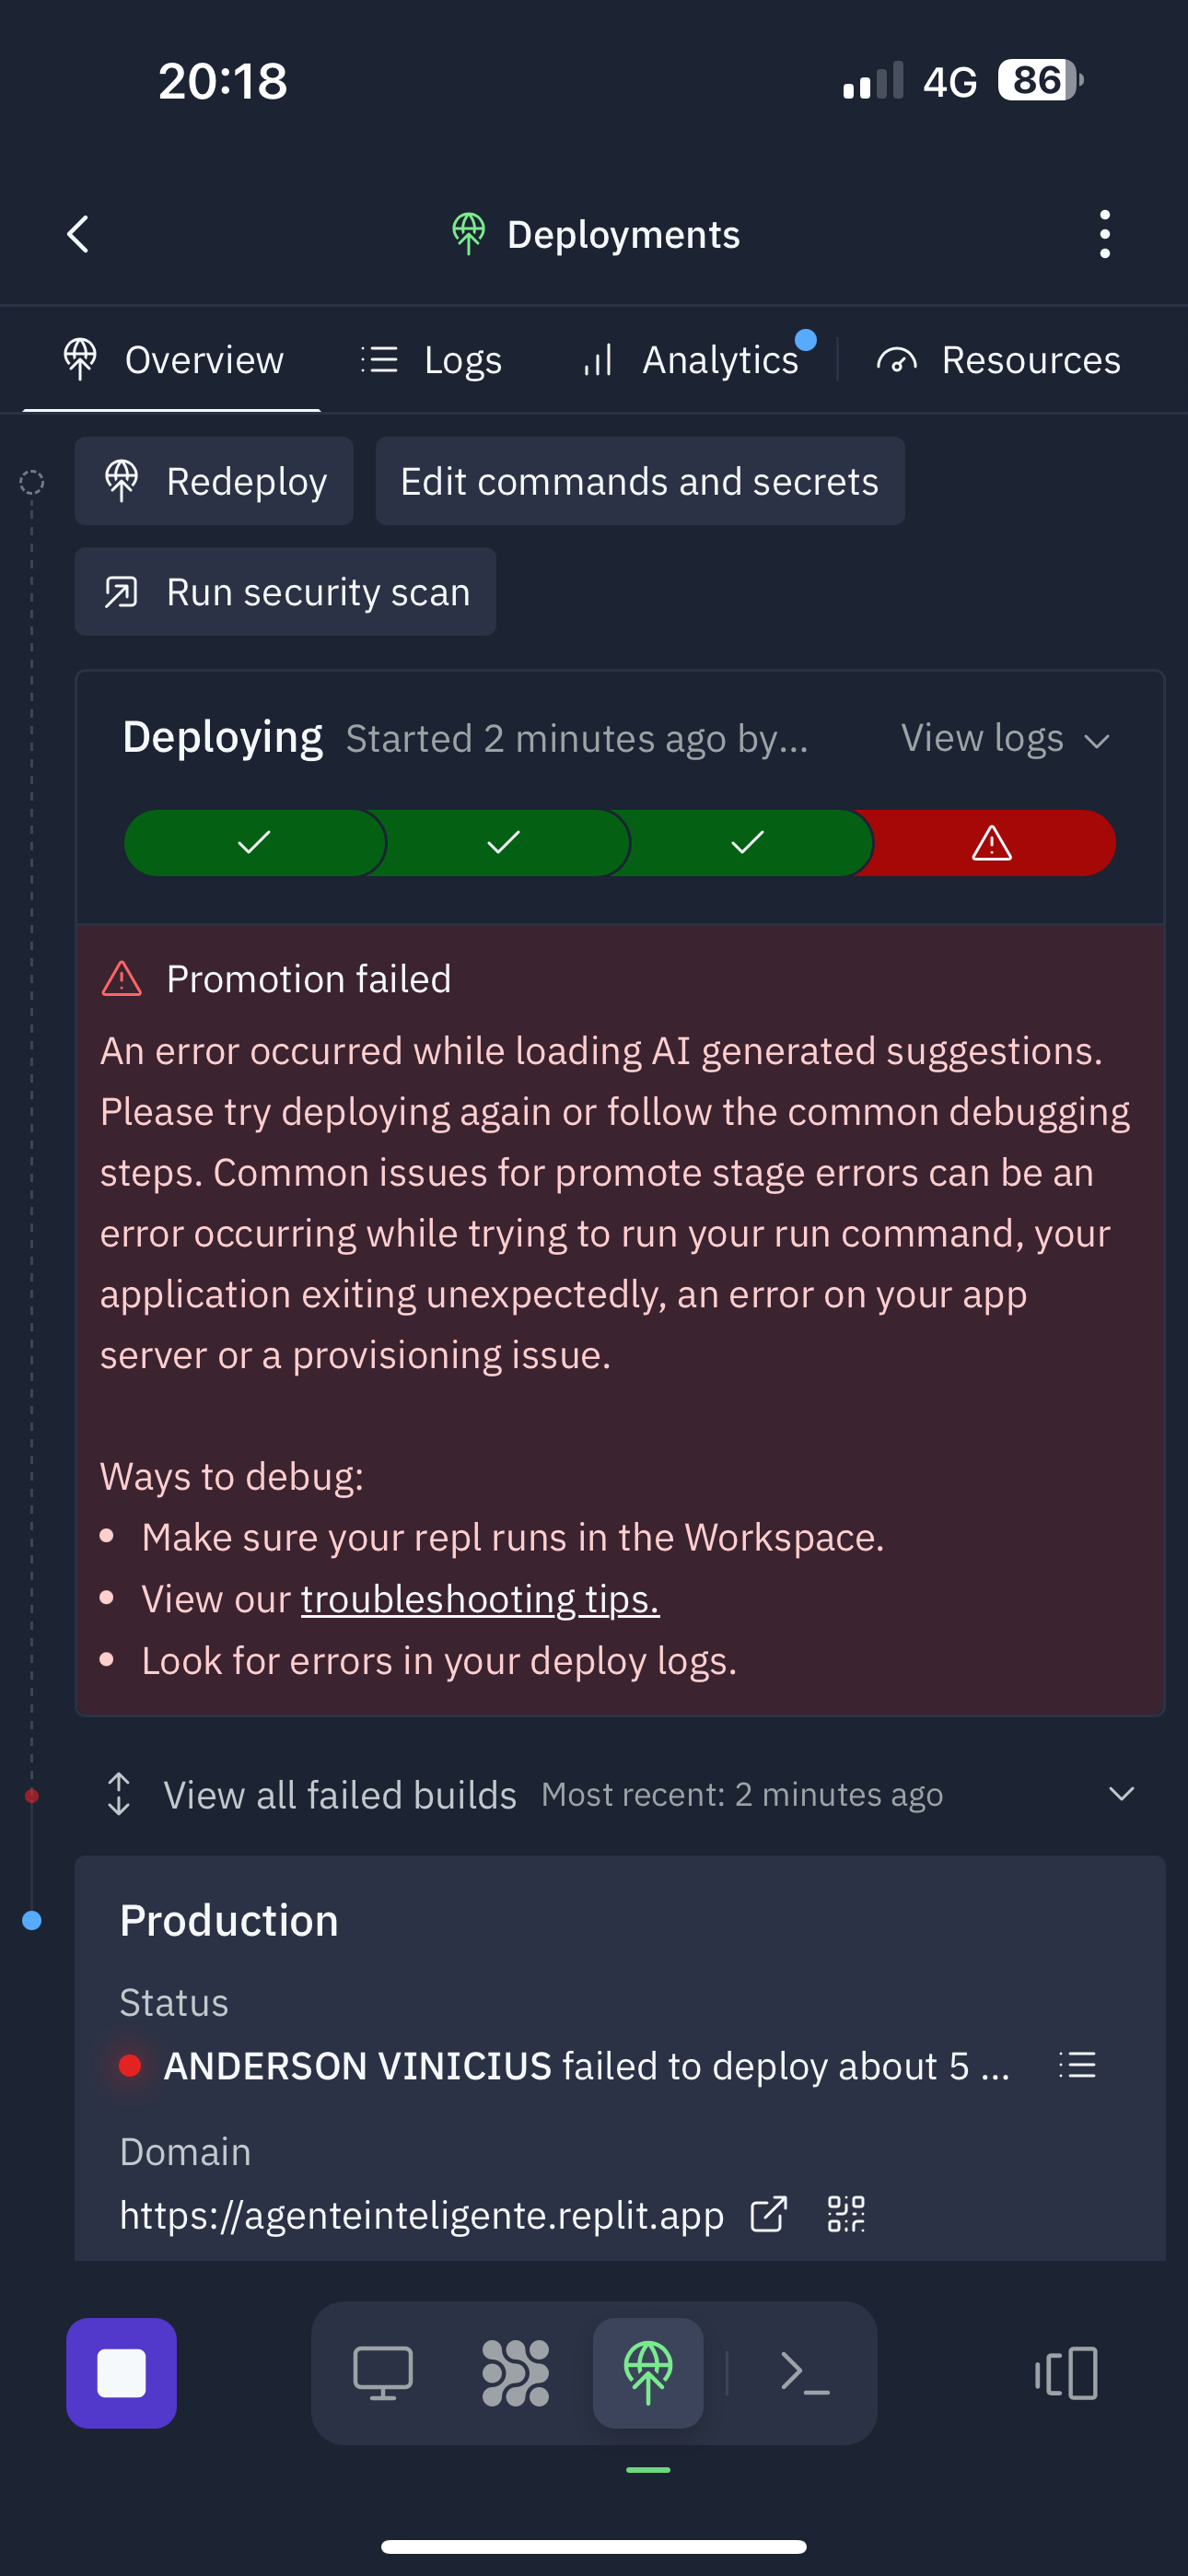 20:18 4G 86
Deployments
Overview Logs Analytics Resources
Redeploy Edit commands and secrets
Run security scan
Deploying Started 2 minutes ago by... View logs
Promotion failed
An error occurred while loading AI generated suggestions.
Please try deploying again or follow the common debugging
steps. Common issues for promote stage errors can be an
error occurring while trying to run your run command, your
application exiting unexpectedly, an error on your app
server or a provisioning issue.
Ways to debug:
• Make sure your repl runs in the Workspace.
• View our troubleshooting tips.
• Look for errors in your deploy logs.
View all failed builds Most recent: 2 minutes ago
Production
Status
ANDERSON VINICIUS failed to deploy about 5 ...
Domain
https://agenteinteligente.replit.app